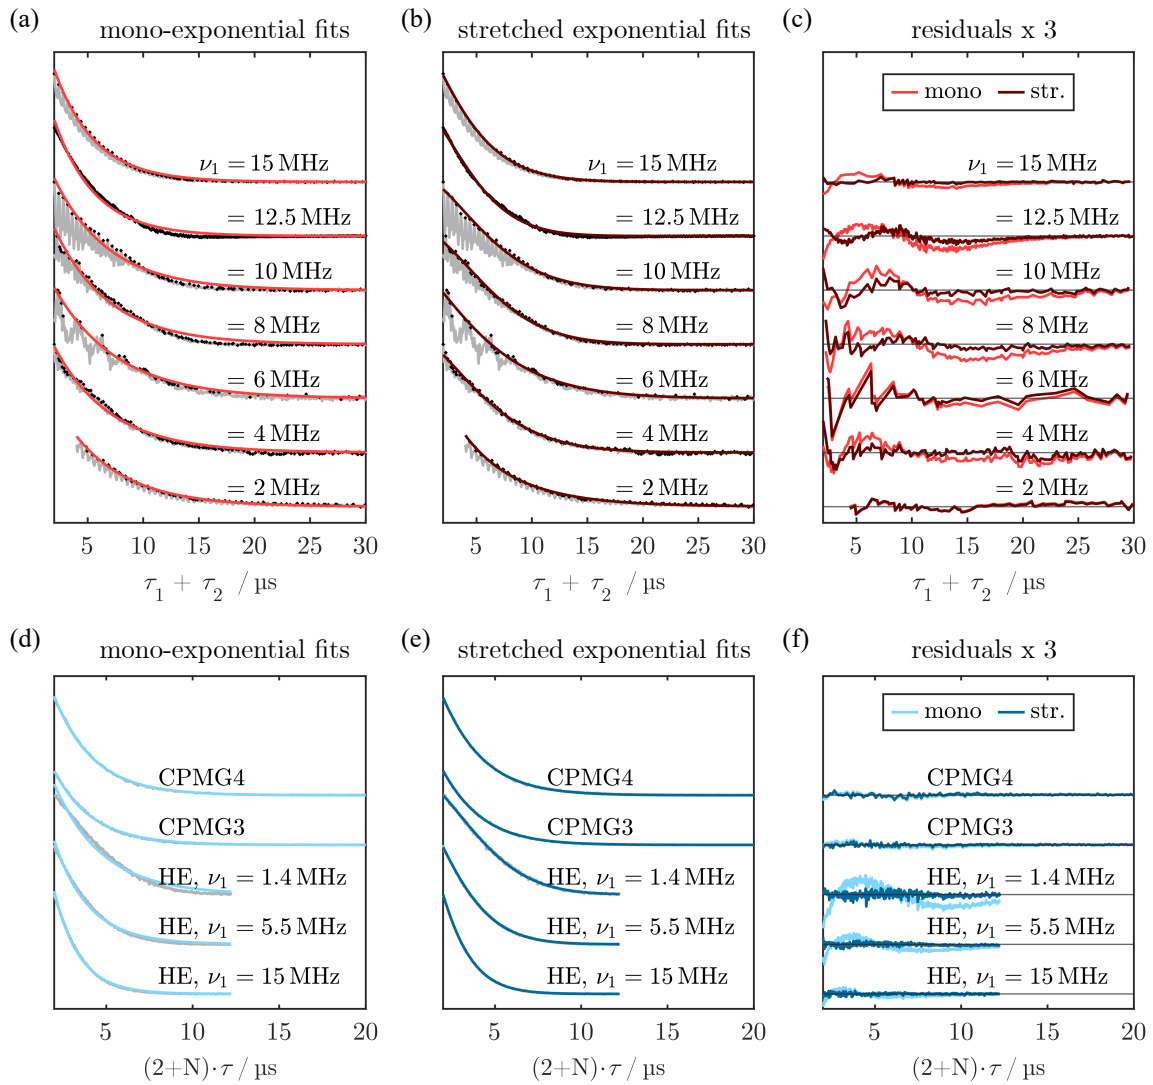 (a) mono-exponential fits
ν₁ = 15 MHz
= 12.5 MHz
= 10 MHz
= 8 MHz
= 6 MHz
= 4 MHz
= 2 MHz
5 10 15 20 25 30
τ₁ + τ₂ / µs
(b) stretched exponential fits
ν₁ = 15 MHz
= 12.5 MHz
= 10 MHz
= 8 MHz
= 6 MHz
= 4 MHz
= 2 MHz
5 10 15 20 25 30
τ₁ + τ₂ / µs
(c) residuals x 3
mono str.
ν₁ = 15 MHz
= 12.5 MHz
= 10 MHz
= 8 MHz
= 6 MHz
= 4 MHz
= 2 MHz
5 10 15 20 25 30
τ₁ + τ₂ / µs
(d) mono-exponential fits
CPMG4
CPMG3
HE, ν₁ = 1.4 MHz
HE, ν₁ = 5.5 MHz
HE, ν₁ = 15 MHz
5 10 15 20
(2+N)·τ / µs
(e) stretched exponential fits
CPMG4
CPMG3
HE, ν₁ = 1.4 MHz
HE, ν₁ = 5.5 MHz
HE, ν₁ = 15 MHz
5 10 15 20
(2+N)·τ / µs
(f) residuals x 3
mono str.
CPMG4
CPMG3
HE, ν₁ = 1.4 MHz
HE, ν₁ = 5.5 MHz
HE, ν₁ = 15 MHz
5 10 15 20
(2+N)·τ / µs